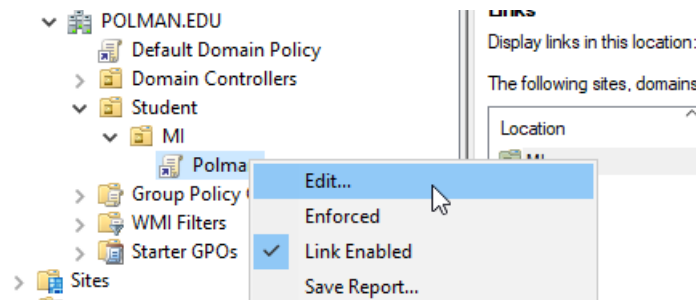 POLMAN.EDU
Default Domain Policy
Domain Controllers
Student
MI
Polma
Group Policy
WMI Filters
Starter GPOs
Sites
Links
Display links in this location:
The following sites, domains
Location
MI
Edit...
Enforced
Link Enabled
Save Report...